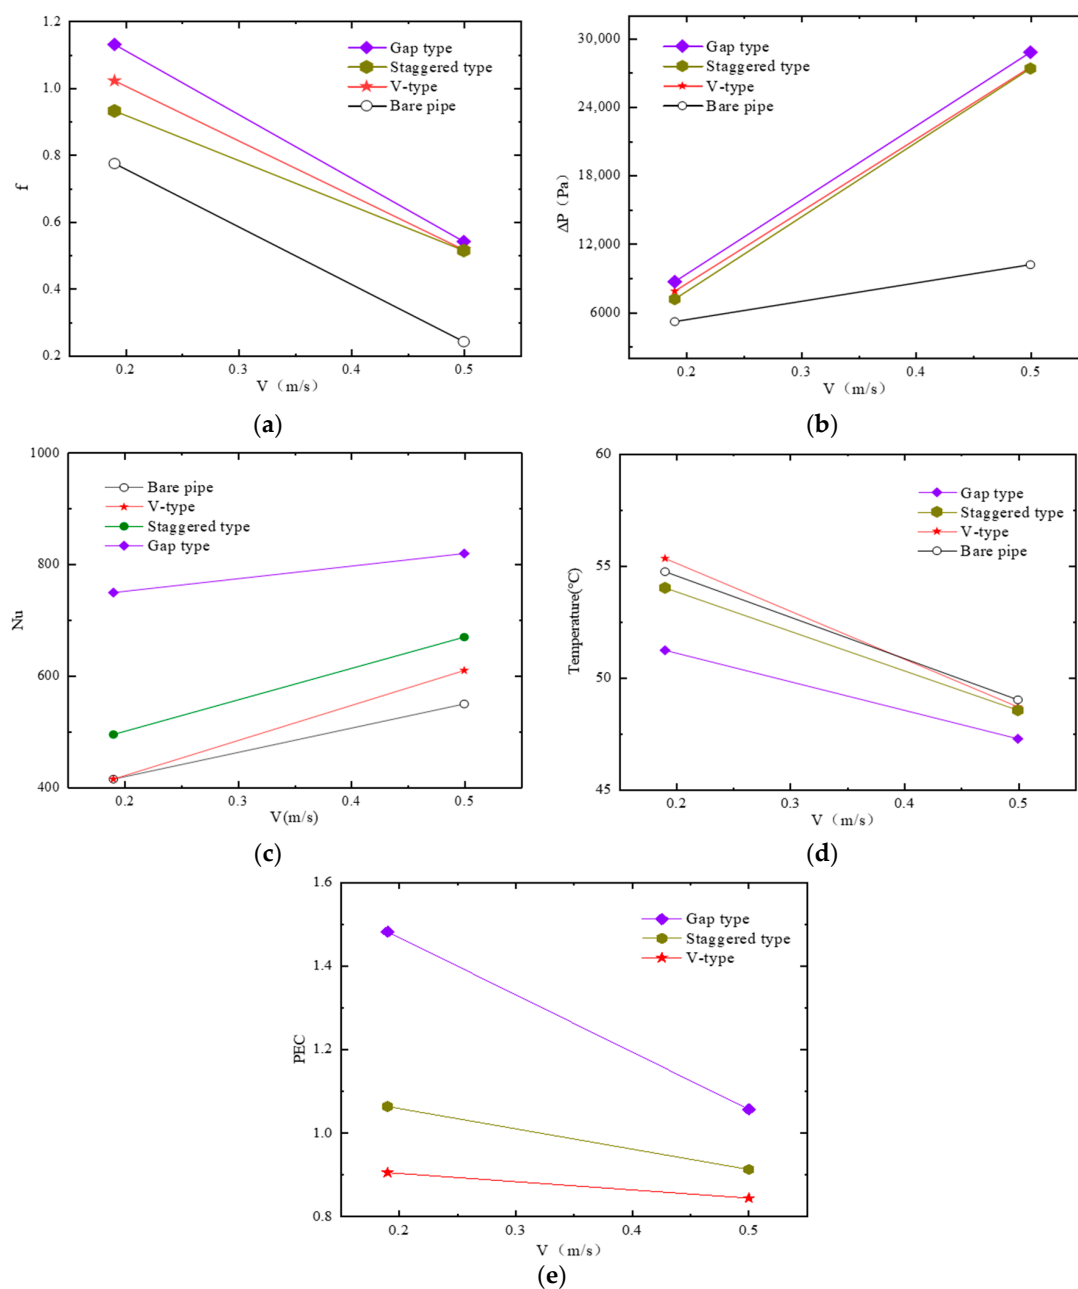 1.2
1.0
0.8
0.6
0.4
0.2
f
Gap type
Staggered type
V-type
Bare pipe
0.2 0.3 0.4 0.5
V（m/s）
(a)
30,000
24,000
18,000
12,000
6000
ΔP（Pa）
Gap type
Staggered type
V-type
Bare pipe
0.2 0.3 0.4 0.5
V（m/s）
(b)
1000
800
600
400
Nu
Bare pipe
V-type
Staggered type
Gap type
0.2 0.3 0.4 0.5
V(m/s)
(c)
60
55
50
45
Temperature(°C)
Gap type
Staggered type
V-type
Bare pipe
0.2 0.3 0.4 0.5
V（m/s）
(d)
1.6
1.4
1.2
1.0
0.8
PEC
Gap type
Staggered type
V-type
0.2 0.3 0.4 0.5
V（m/s）
(e)